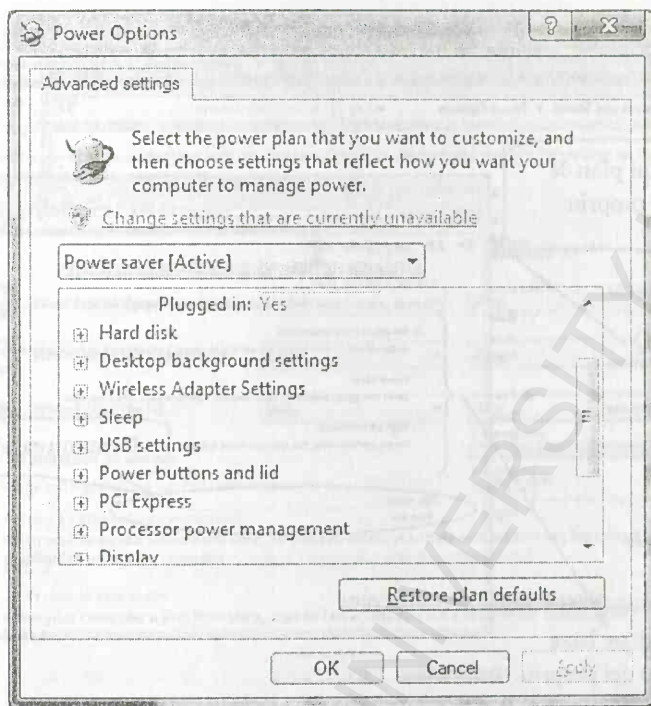 Power Options
?
Advanced settings
Select the power plan that you want to customize, and
then choose settings that reflect how you want your
computer to manage power.
Change settings that are currently unavailable
Power saver [Active]
Plugged in: Yes
Hard disk
Desktop background settings
Wireless Adapter Settings
Sleep
USB settings
Power buttons and lid
PCI Express
Processor power management
Display
Restore plan defaults
OK
Cancel
Apply
UNIVERSITY